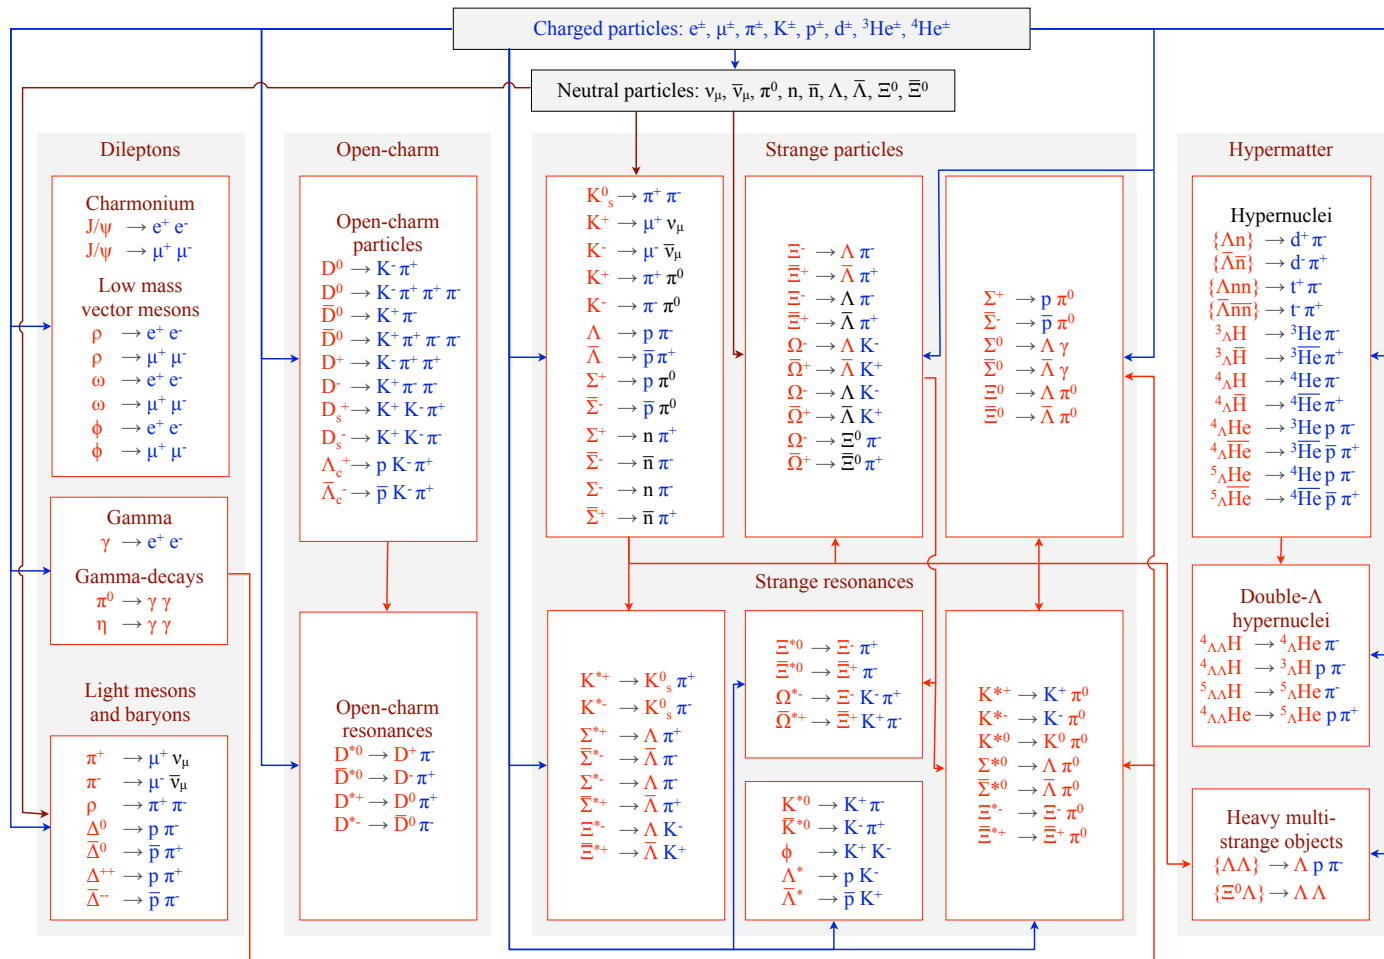 Charged particles: e±, μ±, π±, K±, p±, d±, ³He±, ⁴He±
Neutral particles: νμ, ν̅μ, π⁰, n, n̅, Λ, Λ̅, Ξ⁰, Ξ̅⁰
Dileptons
Charmonium
J/ψ → e⁺ e⁻
J/ψ → μ⁺ μ⁻
Low mass
vector mesons
ρ → e⁺ e⁻
ρ → μ⁺ μ⁻
ω → e⁺ e⁻
ω → μ⁺ μ⁻
ϕ → e⁺ e⁻
ϕ → μ⁺ μ⁻
Gamma
γ → e⁺ e⁻
Gamma-decays
π⁰ → γ γ
η → γ γ
Light mesons
and baryons
π⁺ → μ⁺ νμ
π⁻ → μ⁻ ν̅μ
ρ → π⁺ π⁻
Δ⁰ → p π⁻
Δ̅⁰ → p̅ π⁺
Δ⁺⁺ → p π⁺
Δ̅⁻⁻ → p̅ π⁻
Open-charm
Open-charm
particles
D⁰ → K⁻ π⁺
D⁰ → K⁻ π⁺ π⁺ π⁻
D̅⁰ → K⁺ π⁻
D̅⁰ → K⁺ π⁺ π⁻ π⁻
D⁺ → K⁻ π⁺ π⁺
D⁻ → K⁺ π⁻ π⁻
Ds⁺ → K⁺ K⁻ π⁺
Ds⁻ → K⁺ K⁻ π⁻
Λc⁺ → p K⁻ π⁺
Λ̅c⁻ → p̅ K⁻ π⁺
Open-charm
resonances
D*⁰ → D⁺ π⁻
D̅*⁰ → D⁻ π⁺
D*⁺ → D⁰ π⁺
D*⁻ → D̅⁰ π⁻
Strange particles
K⁰s → π⁺ π⁻
K⁺ → μ⁺ νμ
K⁻ → μ⁻ ν̅μ
K⁺ → π⁺ π⁰
K⁻ → π⁻ π⁰
Λ → p π⁻
Λ̅ → p̅ π⁺
Σ⁺ → p π⁰
Σ̅⁻ → p̅ π⁰
Σ⁺ → n π⁺
Σ̅⁻ → n̅ π⁻
Σ⁻ → n π⁻
Σ̅⁺ → n̅ π⁺
Ξ⁻ → Λ π⁻
Ξ̅⁺ → Λ̅ π⁺
Ξ⁻ → Λ π⁻
Ξ̅⁺ → Λ̅ π⁺
Ω⁻ → Λ K⁻
Ω̅⁺ → Λ̅ K⁺
Ω⁻ → Λ K⁻
Ω̅⁺ → Λ̅ K⁺
Ω⁻ → Ξ⁰ π⁻
Ω̅⁺ → Ξ̅⁰ π⁺
Σ⁺ → p π⁰
Σ̅⁻ → p̅ π⁰
Σ⁰ → Λ γ
Σ̅⁰ → Λ̅ γ
Ξ⁰ → Λ π⁰
Ξ̅⁰ → Λ̅ π⁰
Strange resonances
K*⁺ → K⁰s π⁺
K*⁻ → K⁰s π⁻
Σ*⁺ → Λ π⁺
Σ̅*⁻ → Λ̅ π⁻
Σ*⁻ → Λ π⁻
Σ̅*⁺ → Λ̅ π⁺
Ξ*⁻ → Λ K⁻
Ξ̅*⁺ → Λ̅ K⁺
Ξ*⁰ → Ξ⁻ π⁺
Ξ̅*⁰ → Ξ̅⁺ π⁻
Ω*⁻ → Ξ⁻ K⁻ π⁺
Ω̅*⁺ → Ξ̅⁺ K⁺ π⁻
K*⁰ → K⁺ π⁻
K̅*⁰ → K⁻ π⁺
ϕ → K⁺ K⁻
Λ* → p K⁻
Λ̅* → p̅ K⁺
K*⁺ → K⁺ π⁰
K*⁻ → K⁻ π⁰
K*⁰ → K⁰ π⁰
Σ*⁰ → Λ π⁰
Σ̅*⁰ → Λ̅ π⁰
Ξ*⁻ → Ξ⁻ π⁰
Ξ̅*⁺ → Ξ̅⁺ π⁰
Hypermatter
Hypernuclei
{Λn} → d⁺ π⁻
{Λ̅n̅} → d⁻ π⁺
{Λnn} → t⁺ π⁻
{Λ̅n̅n̅} → t⁻ π⁺
³ΛH → ³He π⁻
³ΛH̅ → ³H̅e̅ π⁺
⁴ΛH → ⁴He π⁻
⁴ΛH̅ → ⁴H̅e̅ π⁺
⁴ΛHe → ³He p π⁻
⁴ΛH̅e̅ → ³H̅e̅ p̅ π⁺
⁵ΛHe → ⁴He p π⁻
⁵ΛH̅e̅ → ⁴H̅e̅ p̅ π⁺
Double-Λ
hypernuclei
⁴ΛΛH → ⁴ΛHe π⁻
⁴ΛΛH → ³ΛH p π⁻
⁵ΛΛH → ⁵ΛHe π⁻
⁴ΛΛHe → ⁵ΛHe p π⁺
Heavy multi-
strange objects
{ΛΛ} → Λ p π⁻
{Ξ⁰Λ} → Λ Λ